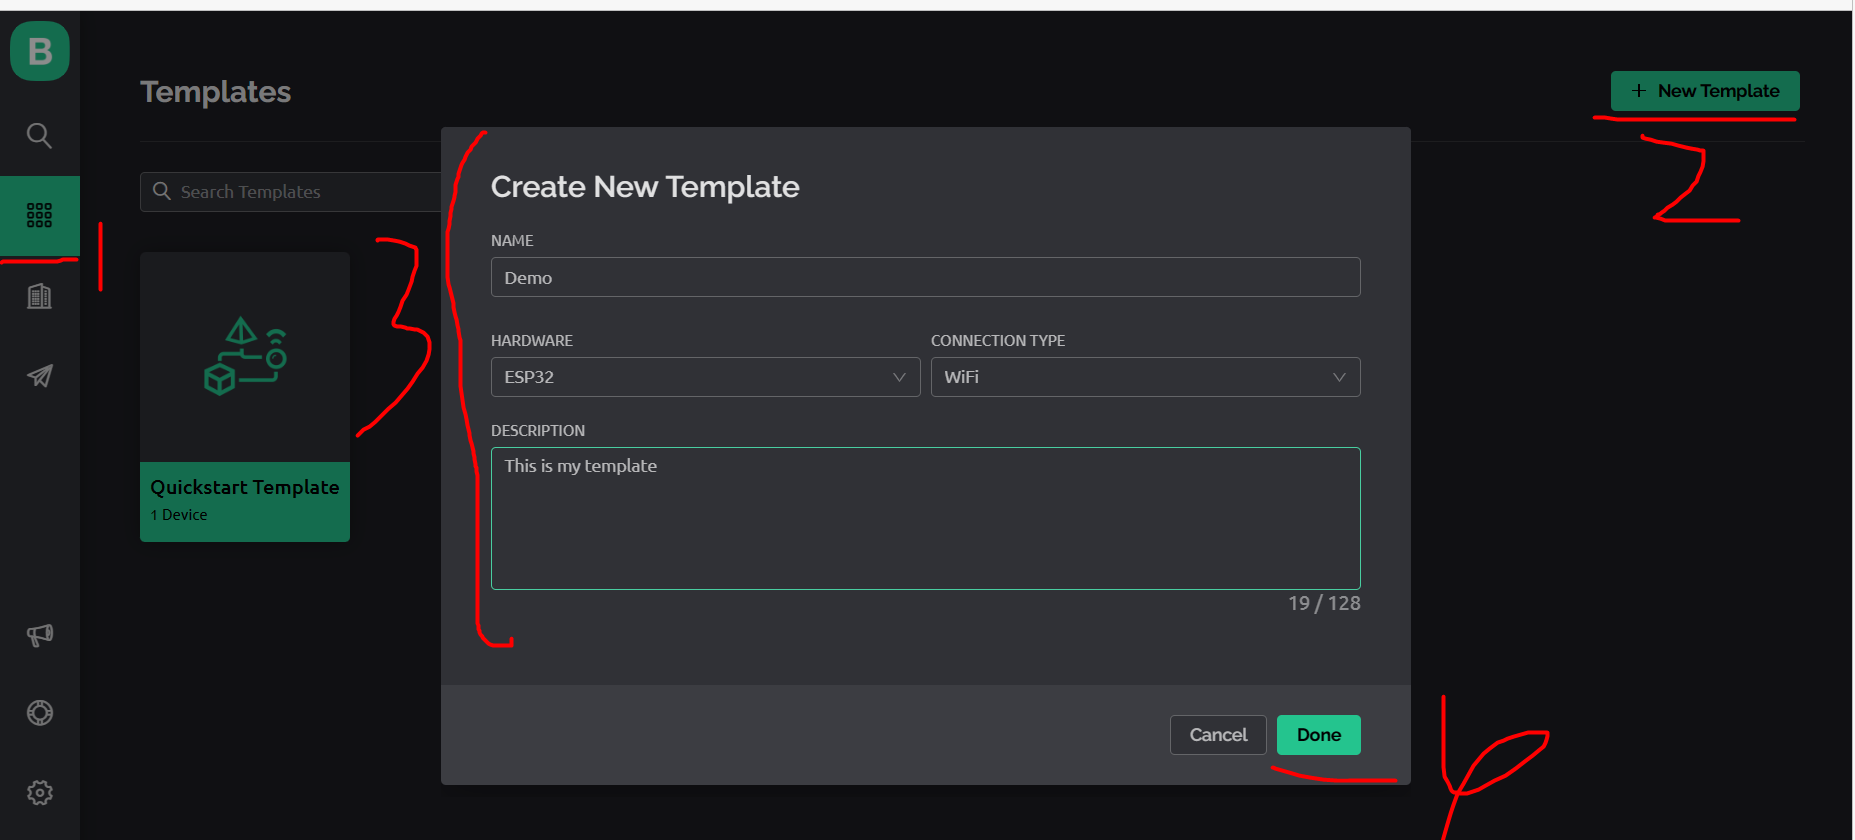 B
Templates
+ New Template
2
Search Templates
1
3
Quickstart Template
1 Device
Create New Template
NAME
Demo
HARDWARE
CONNECTION TYPE
ESP32
WiFi
DESCRIPTION
This is my template
19 / 128
Cancel
Done
4